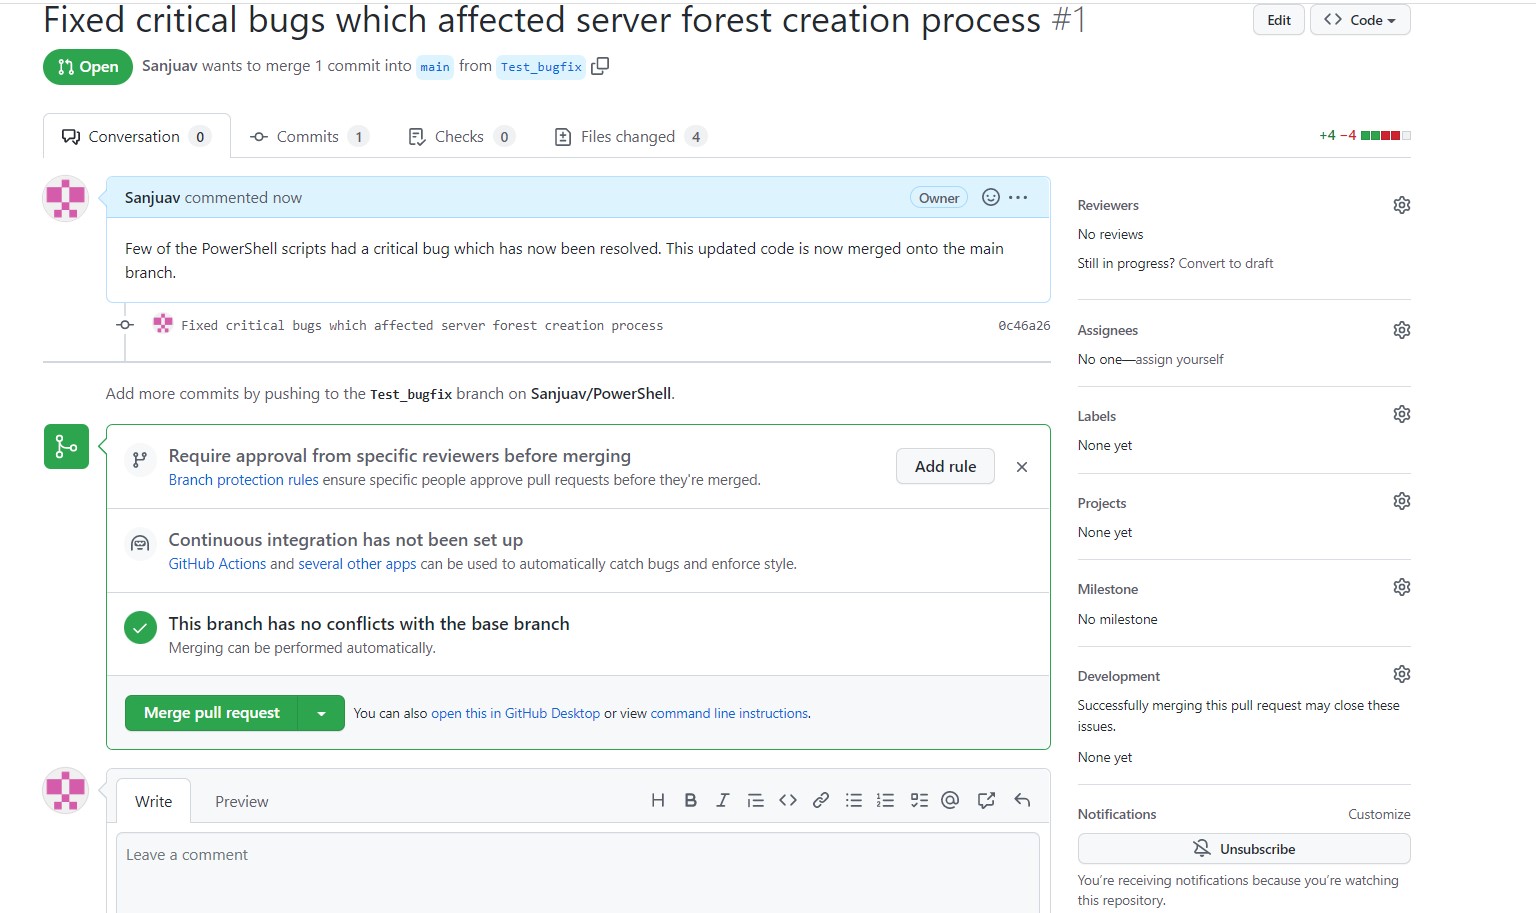 Fixed critical bugs which affected server forest creation process #1
Edit
Code
Open
Sanjuav wants to merge 1 commit into main from Test_bugfix
Conversation 0
Commits 1
Checks 0
Files changed 4
+4 −4
Sanjuav commented now
Owner
Few of the PowerShell scripts had a critical bug which has now been resolved. This updated code is now merged onto the main
branch.
Fixed critical bugs which affected server forest creation process
0c46a26
Add more commits by pushing to the Test_bugfix branch on Sanjuav/PowerShell.
Require approval from specific reviewers before merging
Branch protection rules ensure specific people approve pull requests before they're merged.
Add rule
Continuous integration has not been set up
GitHub Actions and several other apps can be used to automatically catch bugs and enforce style.
This branch has no conflicts with the base branch
Merging can be performed automatically.
Merge pull request
You can also open this in GitHub Desktop or view command line instructions.
Write
Preview
Leave a comment
Reviewers
No reviews
Still in progress? Convert to draft
Assignees
No one—assign yourself
Labels
None yet
Projects
None yet
Milestone
No milestone
Development
Successfully merging this pull request may close these
issues.
None yet
Notifications
Customize
Unsubscribe
You're receiving notifications because you're watching
this repository.